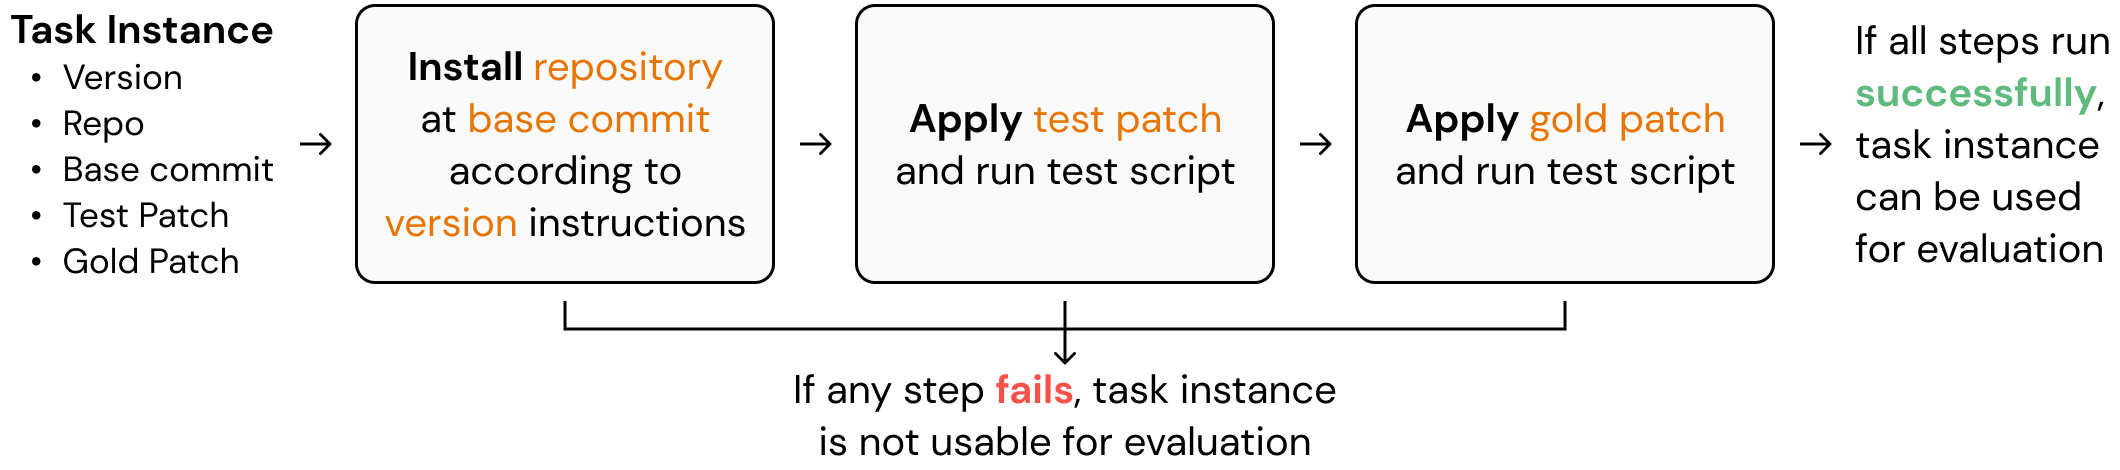 Task Instance
• Version
• Repo
• Base commit
• Test Patch
• Gold Patch
Install repository
at base commit
according to
version instructions
Apply test patch
and run test script
Apply gold patch
and run test script
If all steps run
successfully,
task instance
can be used
for evaluation
If any step fails, task instance
is not usable for evaluation